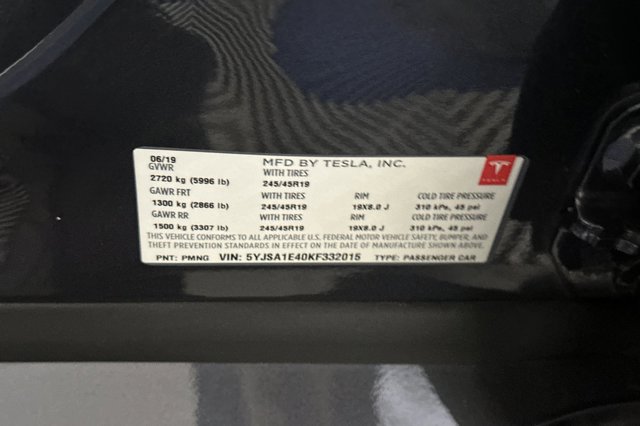 06/19 MFD BY TESLA, INC.
GVWR WITH TIRES
2720 kg (5996 lb) 245/45R19
GAWR FRT WITH TIRES RIM COLD TIRE PRESSURE
1300 kg (2866 lb) 245/45R19 19X8.0 J 310 kPa, 45 psi
GAWR RR WITH TIRES RIM COLD TIRE PRESSURE
1500 kg (3307 lb) 245/45R19 19X8.0 J 310 kPa, 45 psi
THIS VEHICLE CONFORMS TO ALL APPLICABLE U.S. FEDERAL MOTOR VEHICLE SAFETY, BUMPER, AND
THEFT PREVENTION STANDARDS IN EFFECT ON THE DATE OF MANUFACTURE SHOWN ABOVE.
PNT: PMNG VIN: 5YJSA1E40KF332015 TYPE: PASSENGER CAR
TESLA